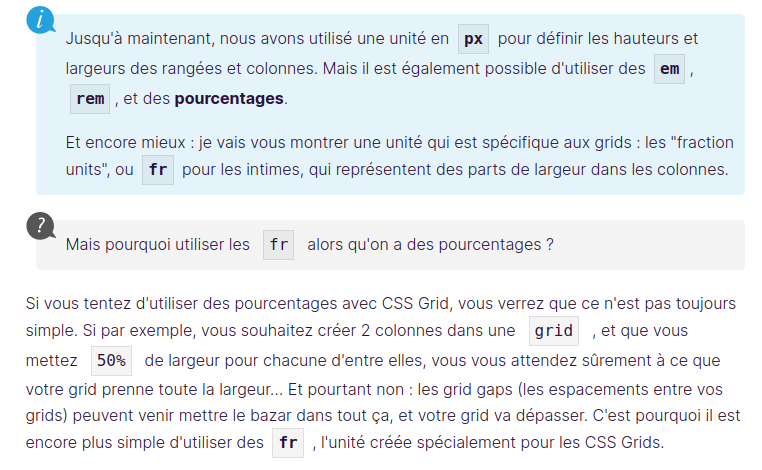 i
Jusqu'à maintenant, nous avons utilisé une unité en px pour définir les hauteurs et
largeurs des rangées et colonnes. Mais il est également possible d'utiliser des em ,
rem , et des pourcentages.
Et encore mieux : je vais vous montrer une unité qui est spécifique aux grids : les "fraction
units", ou fr pour les intimes, qui représentent des parts de largeur dans les colonnes.
?
Mais pourquoi utiliser les fr alors qu'on a des pourcentages ?
Si vous tentez d'utiliser des pourcentages avec CSS Grid, vous verrez que ce n'est pas toujours
simple. Si par exemple, vous souhaitez créer 2 colonnes dans une grid , et que vous
mettez 50% de largeur pour chacune d'entre elles, vous vous attendez sûrement à ce que
votre grid prenne toute la largeur... Et pourtant non : les grid gaps (les espacements entre vos
grids) peuvent venir mettre le bazar dans tout ça, et votre grid va dépasser. C'est pourquoi il est
encore plus simple d'utiliser des fr , l'unité créée spécialement pour les CSS Grids.